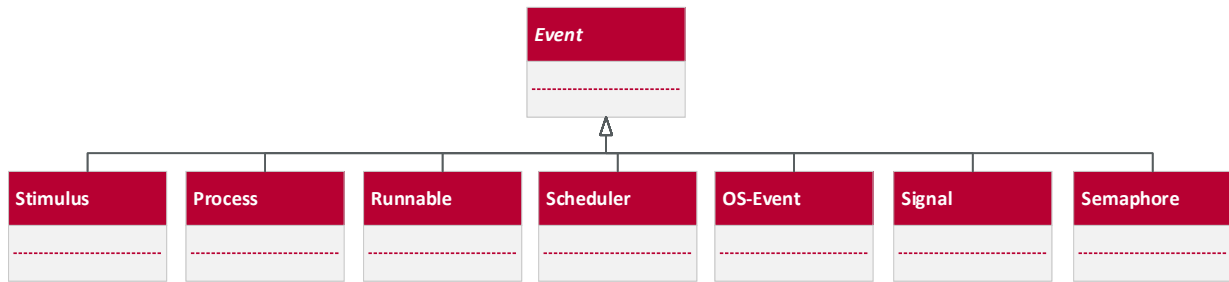 Event
Stimulus
Process
Runnable
Scheduler
OS-Event
Signal
Semaphore